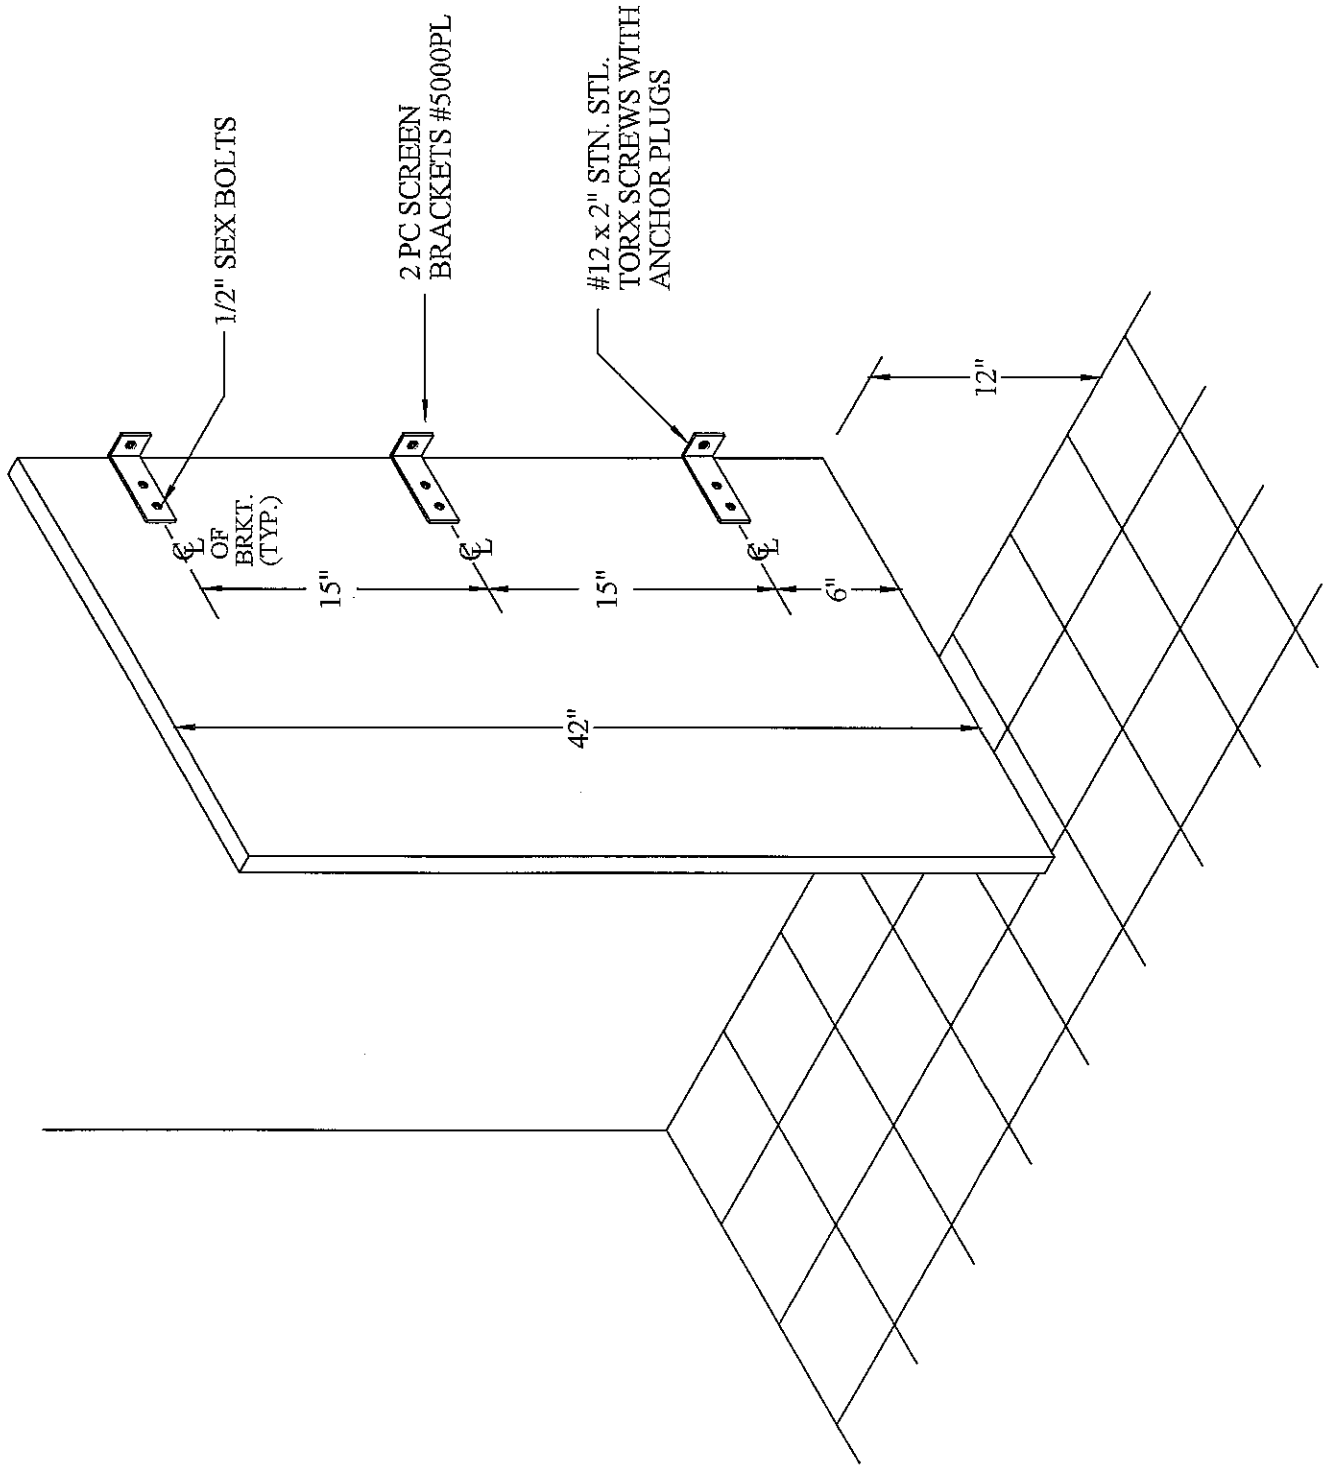 1/2" SEX BOLTS
2 PC SCREEN
BRACKETS #5000PL
#12 x 2" STN. STL.
TORX SCREWS WITH
ANCHOR PLUGS
℄
OF
BRKT.
(TYP.)
15"
℄
15"
℄
6"
42"
12"